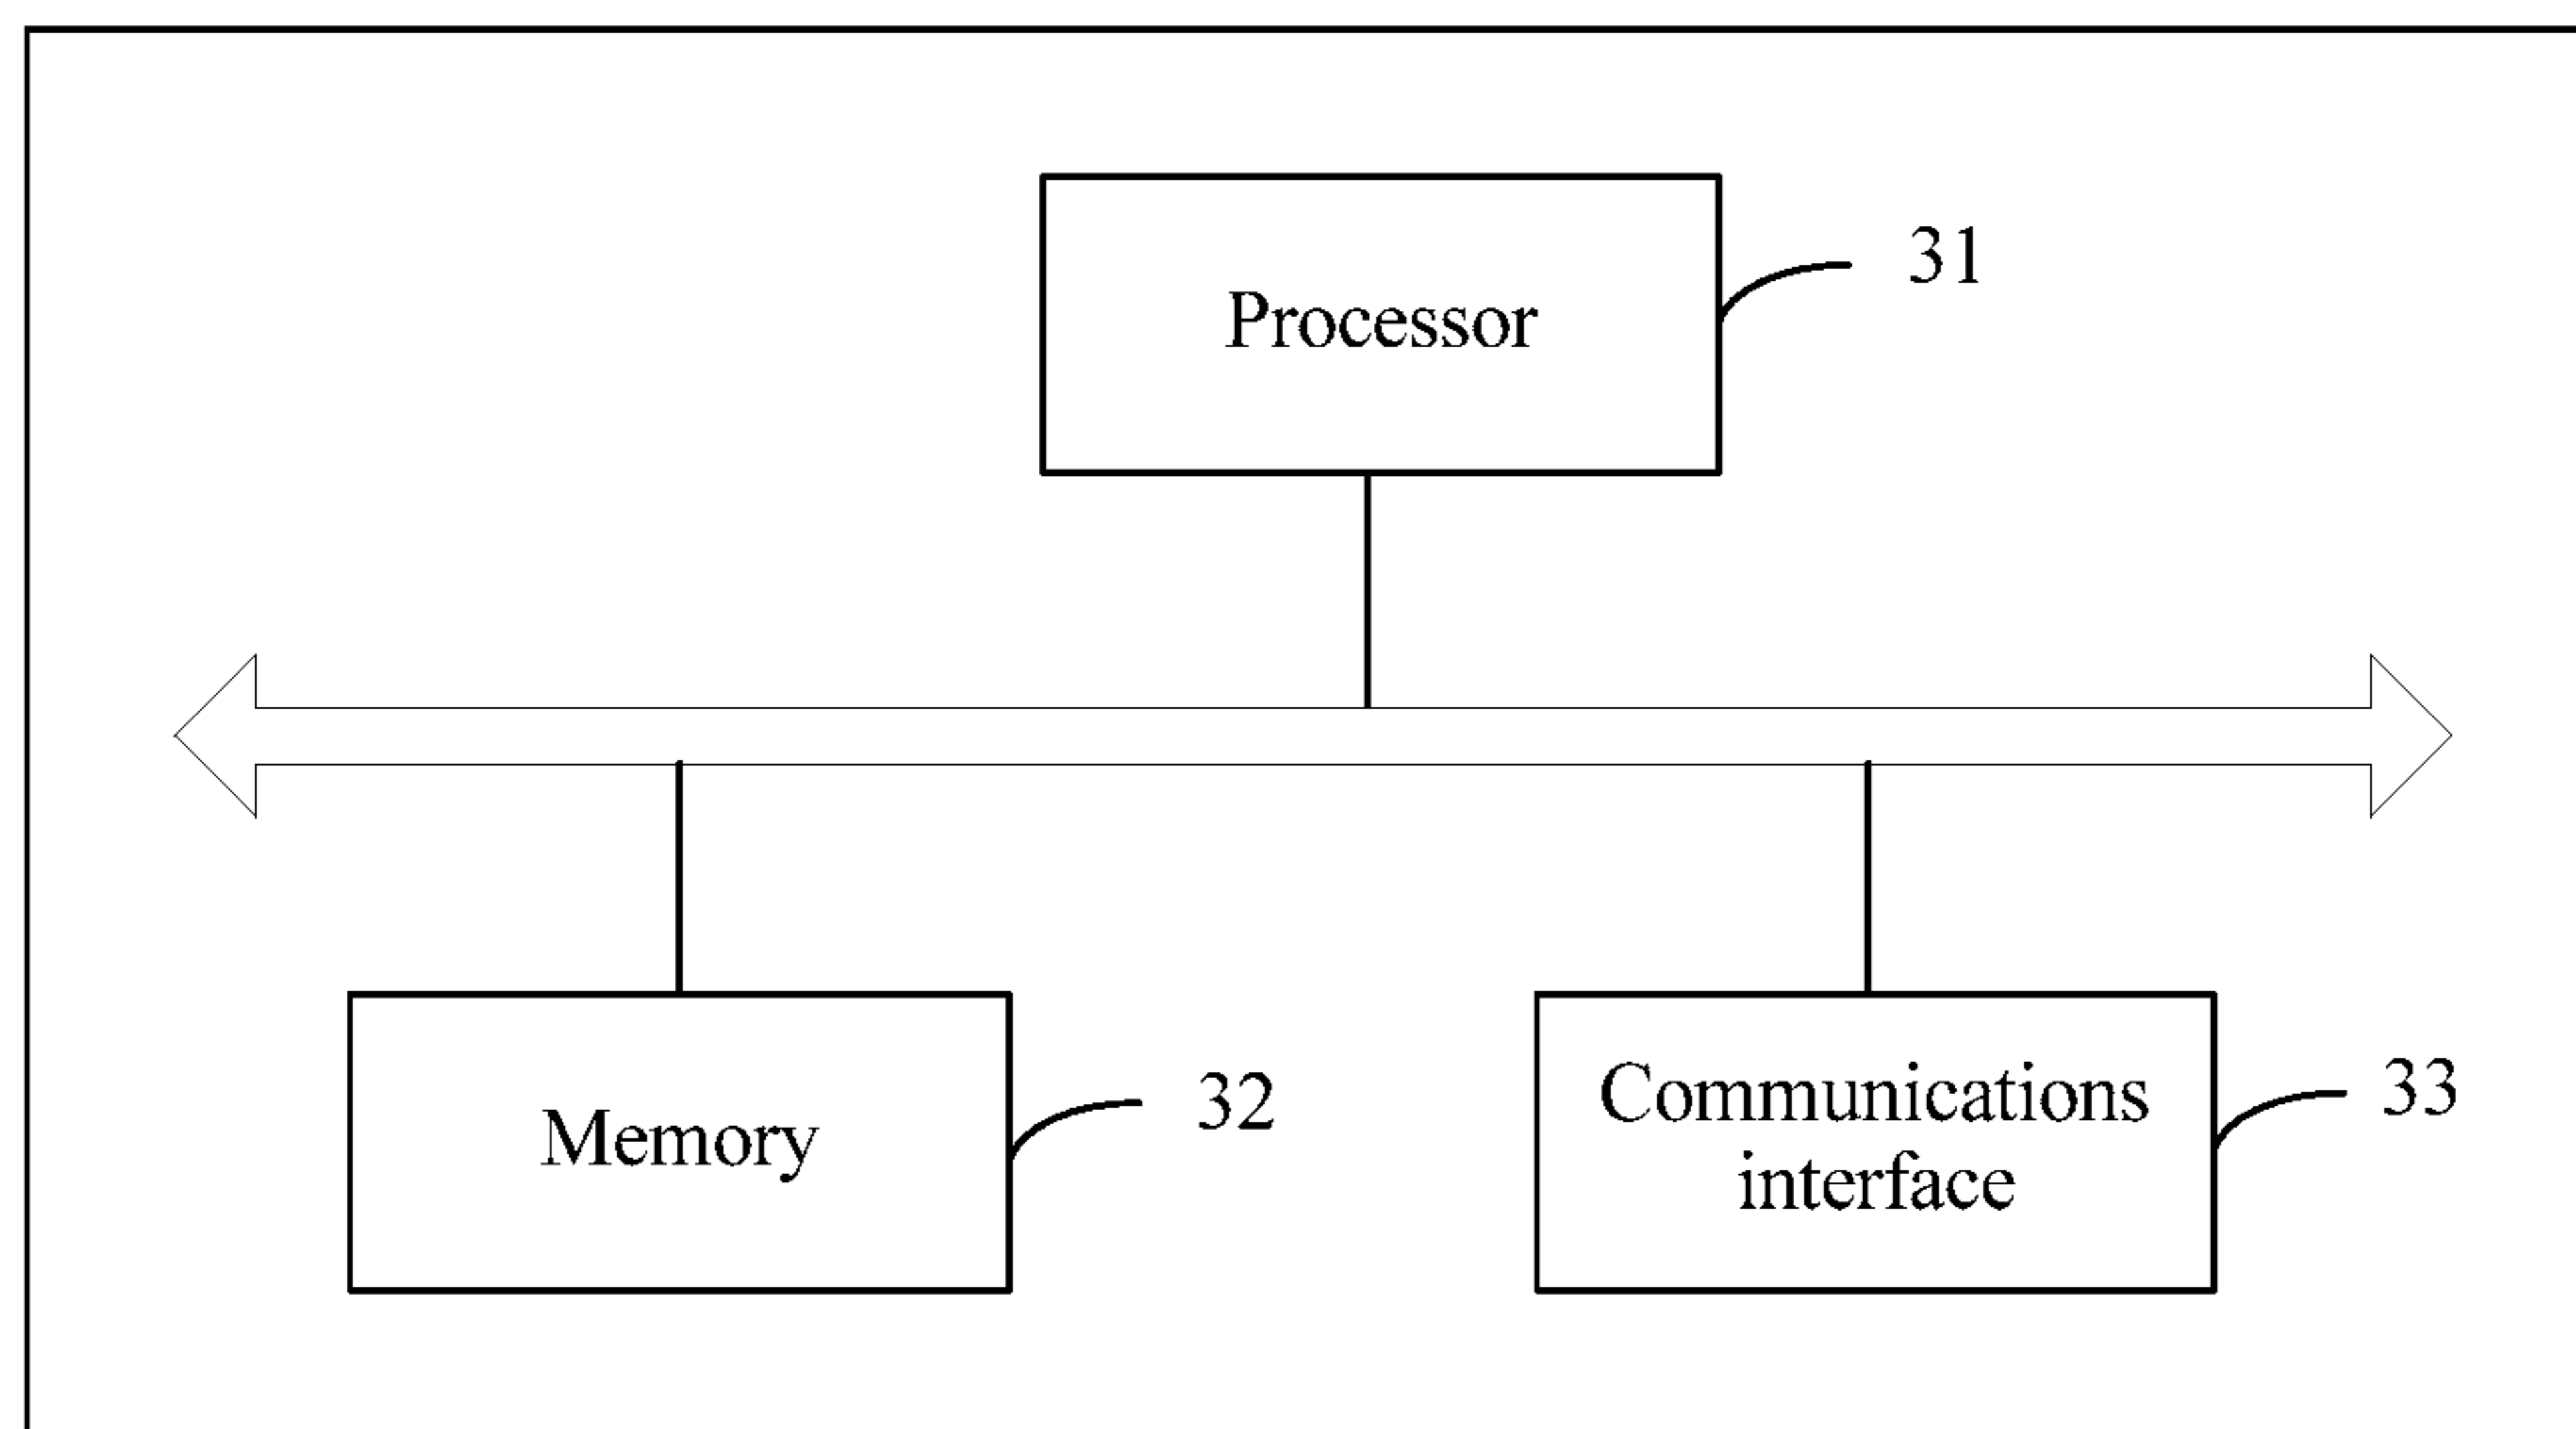 Processor
31
Memory
32
Communications
interface
33